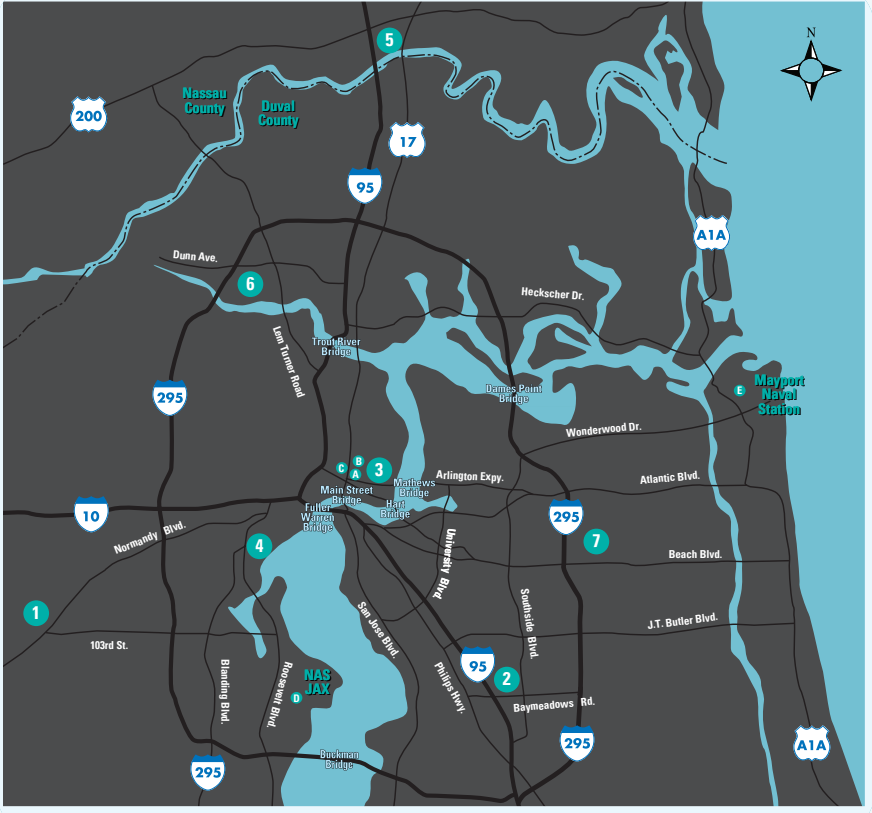 N
5
Nassau
County
Duval
County
200
17
95
A1A
Dunn Ave.
6
Heckscher Dr.
Lem Turner Road
Trout River
Bridge
295
Dames Point
Bridge
E
Mayport
Naval
Station
Wonderwood Dr.
B
C
A
3
Arlington Expy.
Atlantic Blvd.
Mathews
Bridge
Main Street
Bridge
Hart
Bridge
Fuller
Warren
Bridge
10
295
Normandy Blvd.
4
7
University Blvd.
Beach Blvd.
1
Southside Blvd.
San Jose Blvd.
J.T. Butler Blvd.
103rd St.
95
2
Blanding Blvd.
Roosevelt Blvd.
NAS
JAX
D
Philips Hwy.
Baymeadows Rd.
295
A1A
Buckman
Bridge
295